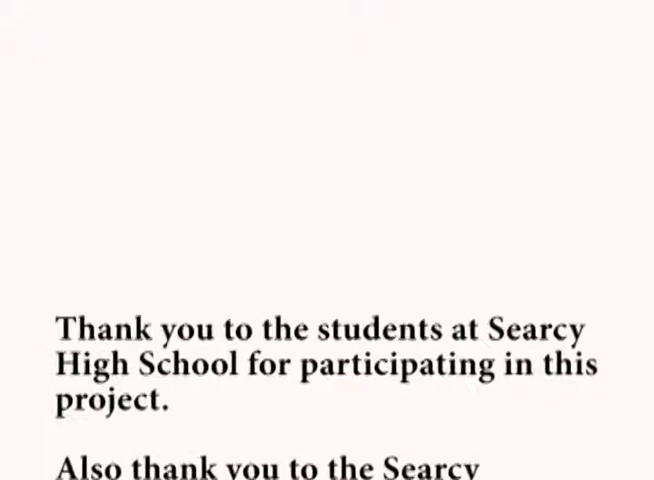 Thank you to the students at Searcy
High School for participating in this
project.
Also thank you to the Searcy